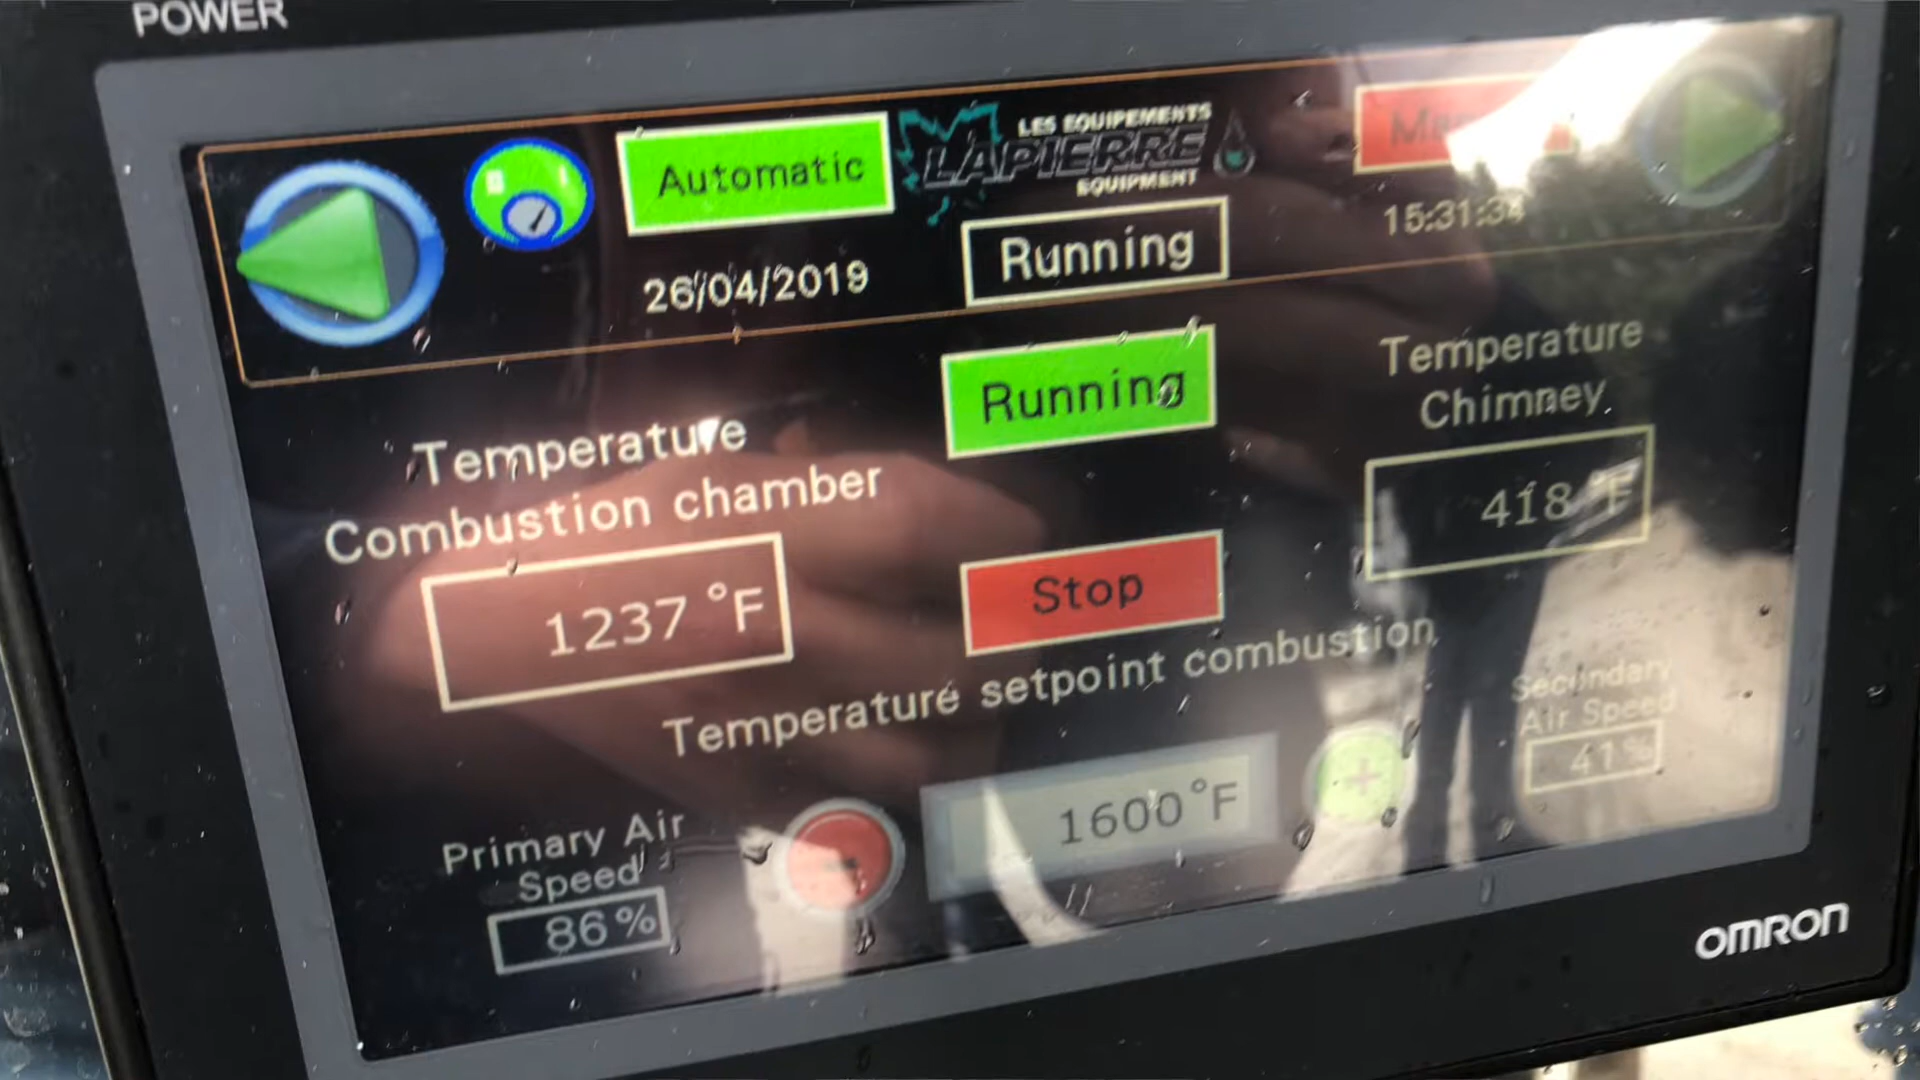 POWER
Automatic
LES EQUIPEMENTS
LAPIERRE
EQUIPMENT
26/04/2019
Running
15:31:34
Running
Temperature
Chimney
418 °F
Temperature
Combustion chamber
1237 °F
Stop
Temperature setpoint combustion
1600 °F
Secundary
Air Speed
41%
Primary Air
Speed
86%
-
+
OMRON